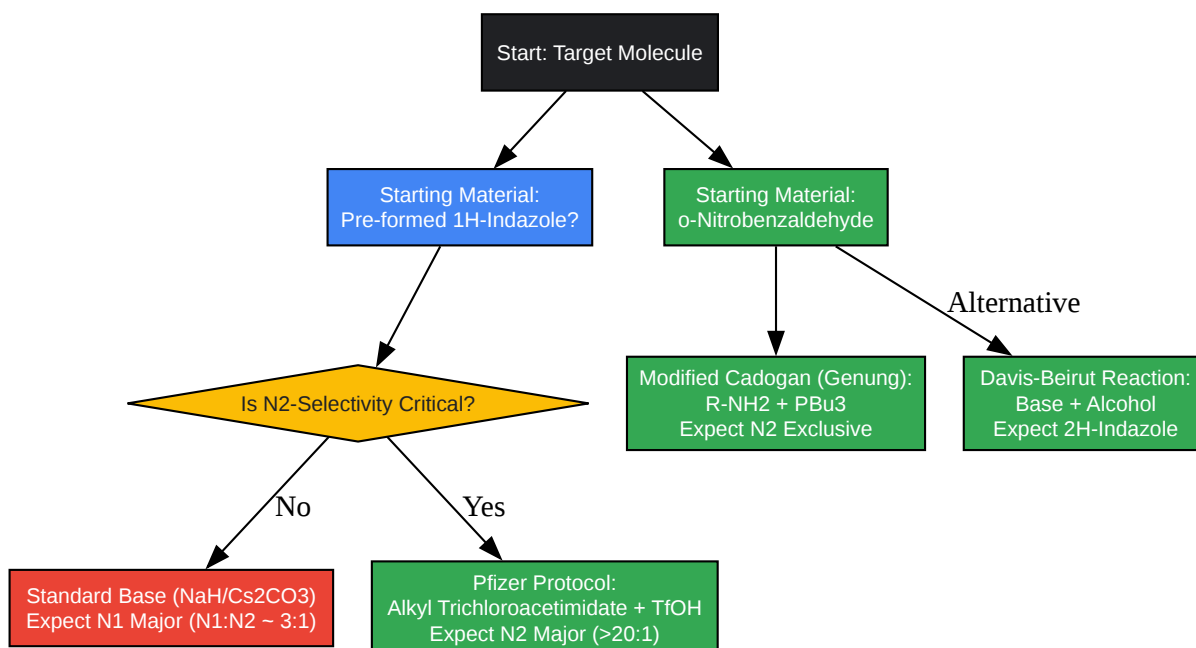 Start: Target Molecule
Starting Material:
Pre-formed 1H-Indazole?
Starting Material:
o-Nitrobenzaldehyde
Alternative
Modified Cadogan (Genung):
R-NH2 + PBu3
Expect N2 Exclusive
Davis-Beirut Reaction:
Base + Alcohol
Expect 2H-Indazole
Is N2-Selectivity Critical?
No
Yes
Standard Base (NaH/Cs2CO3)
Expect N1 Major (N1:N2 ~ 3:1)
Pfizer Protocol:
Alkyl Trichloroacetimidate + TfOH
Expect N2 Major (>20:1)